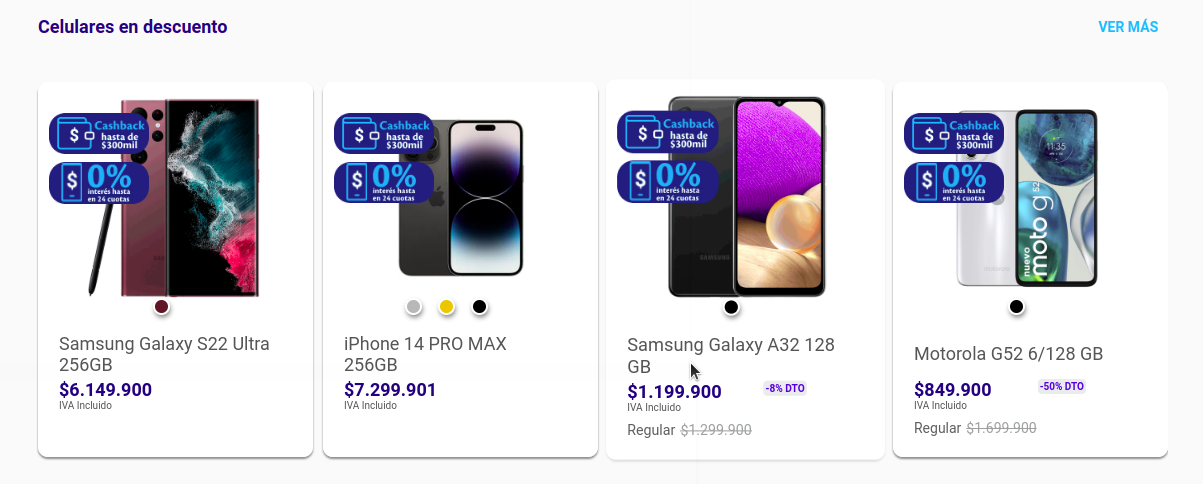 Celulares en descuento
VER MÁS
Cashback
hasta de
$300mil
$
0%
interés hasta
en 24 cuotas
$
Samsung Galaxy S22 Ultra
256GB
$6.149.900
IVA Incluido
Cashback
hasta de
$300mil
$
0%
interés hasta
en 24 cuotas
$
iPhone 14 PRO MAX
256GB
$7.299.901
IVA Incluido
Cashback
hasta de
$300mil
$
0%
interés hasta
en 24 cuotas
$
SAMSUNG
Samsung Galaxy A32 128
GB
$1.199.900
-8% DTO
IVA Incluido
Regular $1.299.900
Cashback
hasta de
$300mil
$
0%
interés hasta
en 24 cuotas
$
11:35
nuevo
moto g52
Motorola G52 6/128 GB
$849.900
-50% DTO
IVA Incluido
Regular $1.699.900